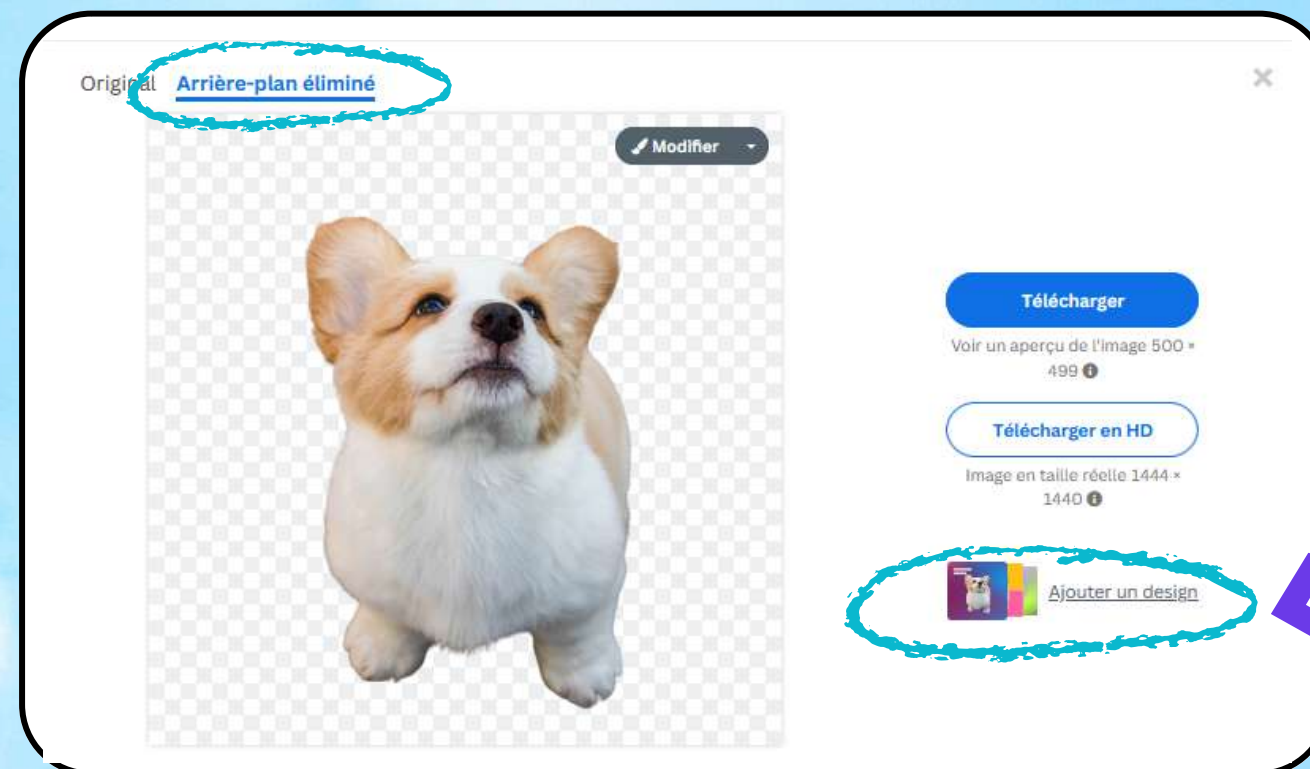 Original Arrière-plan éliminé
Modifier
Télécharger
Voir un aperçu de l'image 500 ×
499
Télécharger en HD
Image en taille réelle 1444 ×
1440
Ajouter un design